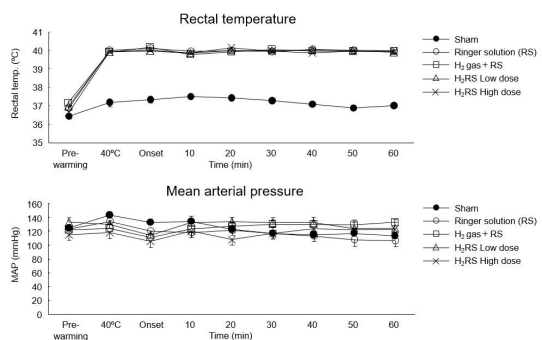 Rectal temperature
Rectal temp. (ºC)
41
40
39
38
37
36
35
Pre-warming
40ºC
Onset
10
20
30
40
50
60
Time (min)
Sham
Ringer solution (RS)
H₂ gas + RS
H₂RS Low dose
H₂RS High dose
Mean arterial pressure
MAP (mmHg)
160
140
120
100
80
60
40
20
0
Pre-warming
40ºC
Onset
10
20
30
40
50
60
Time (min)
Sham
Ringer solution (RS)
H₂ gas + RS
H₂RS Low dose
H₂RS High dose